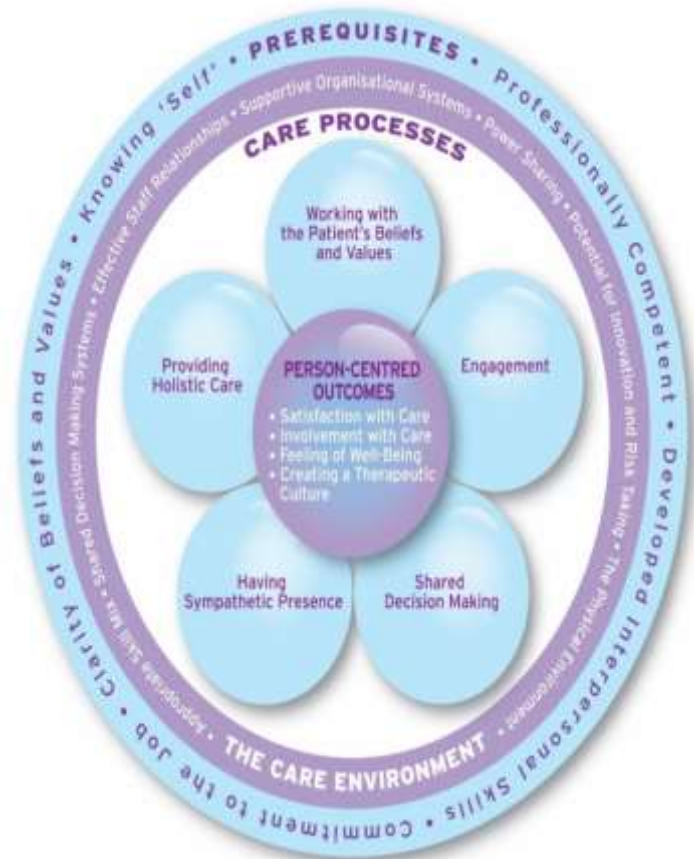 PREREQUISITES • Professionally Competent • Developed Interpersonal Skills • Commitment to the Job • Clarity of Beliefs and Values • Knowing 'Self' •
THE CARE ENVIRONMENT • Appropriate Skill Mix • Shared Decision Making Systems • Effective Staff Relationships • Supportive Organisational Systems • Power Sharing • Potential for Innovation and Risk Taking • The Physical Environment •
CARE PROCESSES
Working with
the Patient's Beliefs
and Values
Engagement
Shared
Decision Making
Having
Sympathetic Presence
Providing
Holistic Care
PERSON-CENTRED
OUTCOMES
• Satisfaction with Care
• Involvement with Care
• Feeling of Well-Being
• Creating a Therapeutic
Culture